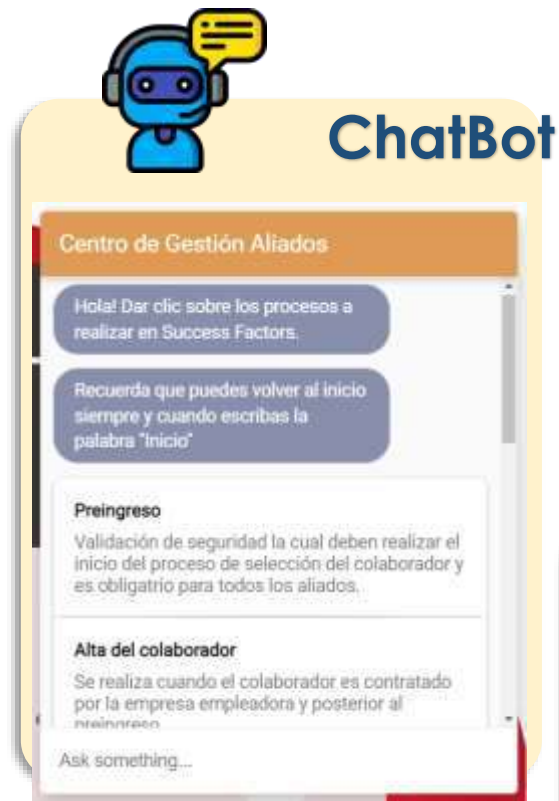 ChatBot
Centro de Gestión Aliados
Hola! Dar clic sobre los procesos a
realizar en Success Factors.
Recuerda que puedes volver al inicio
siempre y cuando escribas la
palabra "Inicio"
Preingreso
Validación de seguridad la cual deben realizar el
inicio del proceso de selección del colaborador y
es obligatrio para todos los aliados.
Alta del colaborador
Se realiza cuando el colaborador es contratado
por la empresa empleadora y posterior al
preingreso
Ask something...